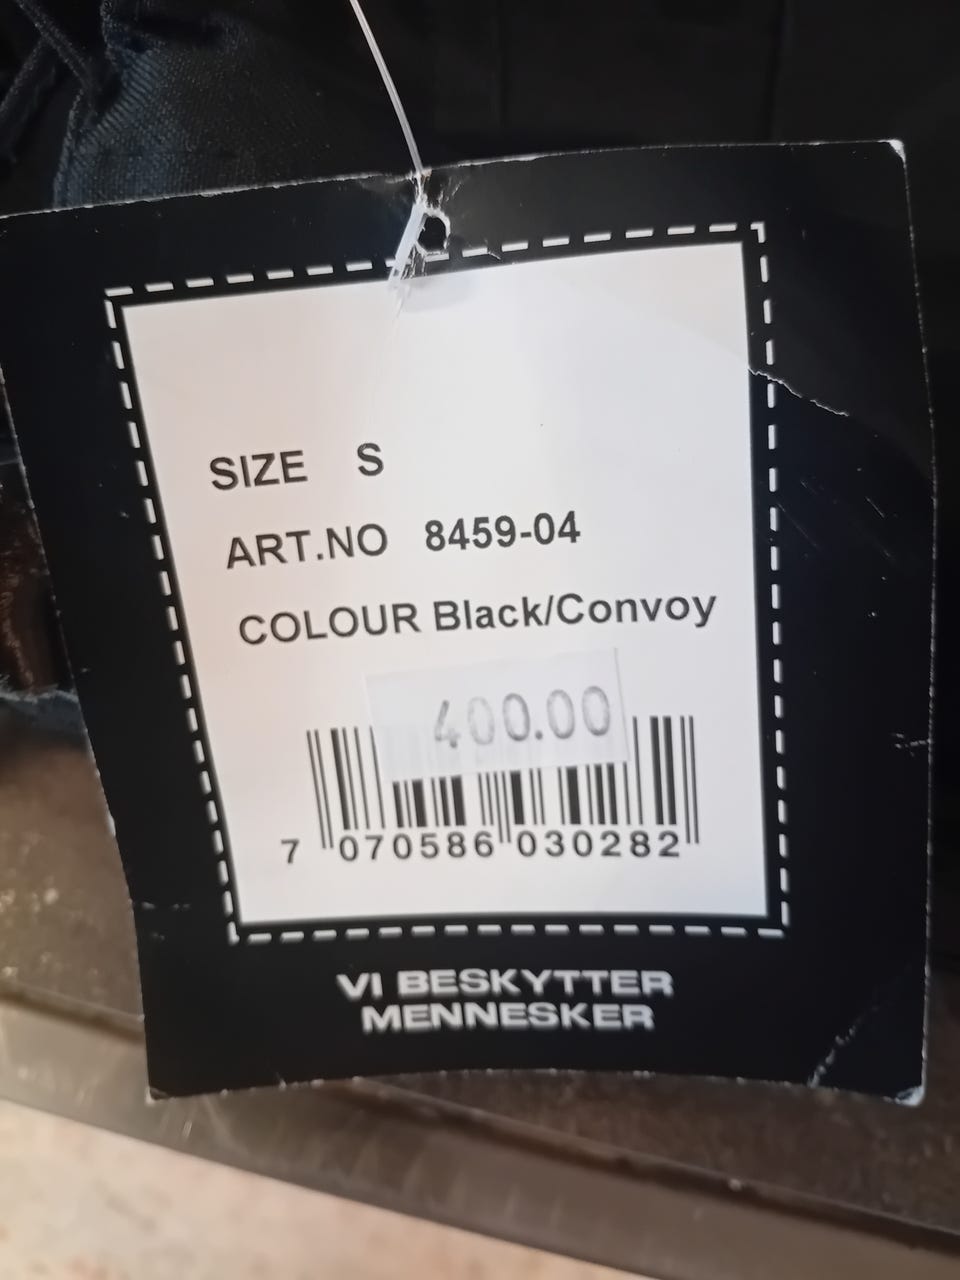 SIZE S
ART.NO 8459-04
COLOUR Black/Convoy
400.00
7 070586 030282
VI BESKYTTER
MENNESKER